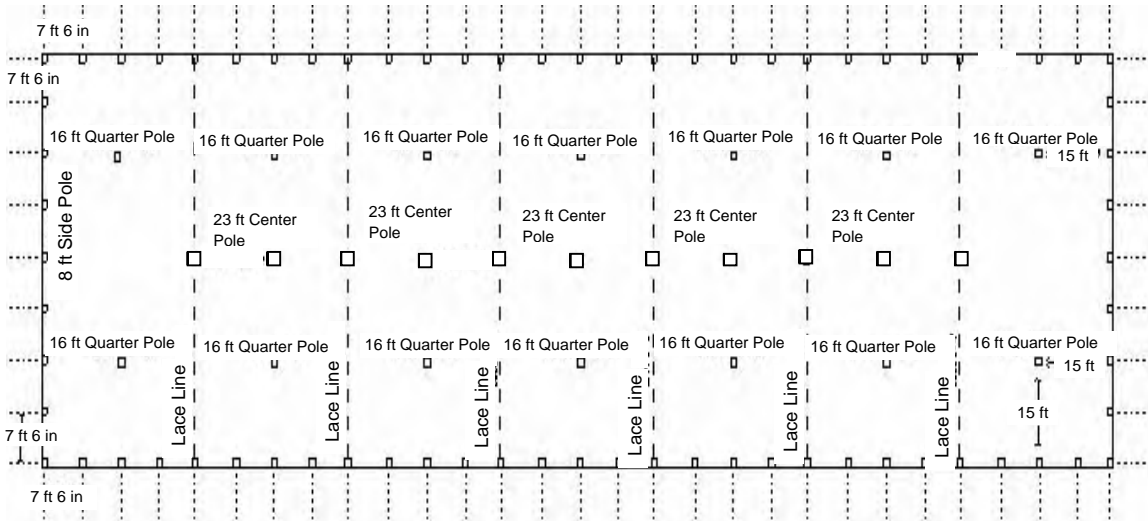 7 ft 6 in
7 ft 6 in
16 ft Quarter Pole
16 ft Quarter Pole
16 ft Quarter Pole
16 ft Quarter Pole
16 ft Quarter Pole
16 ft Quarter Pole
16 ft Quarter Pole
15 ft
8 ft Side Pole
23 ft Center
Pole
23 ft Center
Pole
23 ft Center
Pole
23 ft Center
Pole
23 ft Center
Pole
16 ft Quarter Pole
16 ft Quarter Pole
16 ft Quarter Pole
16 ft Quarter Pole
16 ft Quarter Pole
16 ft Quarter Pole
16 ft Quarter Pole
15 ft
Lace Line
Lace Line
Lace Line
Lace Line
Lace Line
Lace Line
15 ft
7 ft 6 in
7 ft 6 in